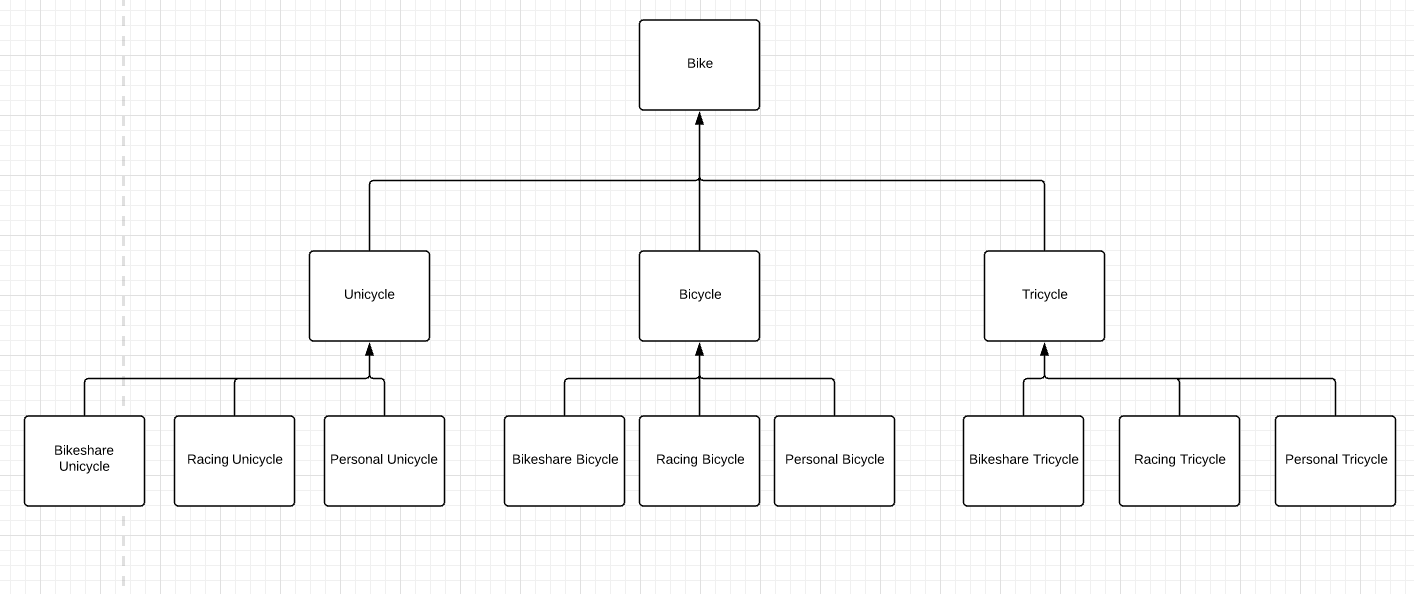 Bike
Unicycle
Bicycle
Tricycle
Bikeshare
Unicycle
Racing Unicycle
Personal Unicycle
Bikeshare Bicycle
Racing Bicycle
Personal Bicycle
Bikeshare Tricycle
Racing Tricycle
Personal Tricycle